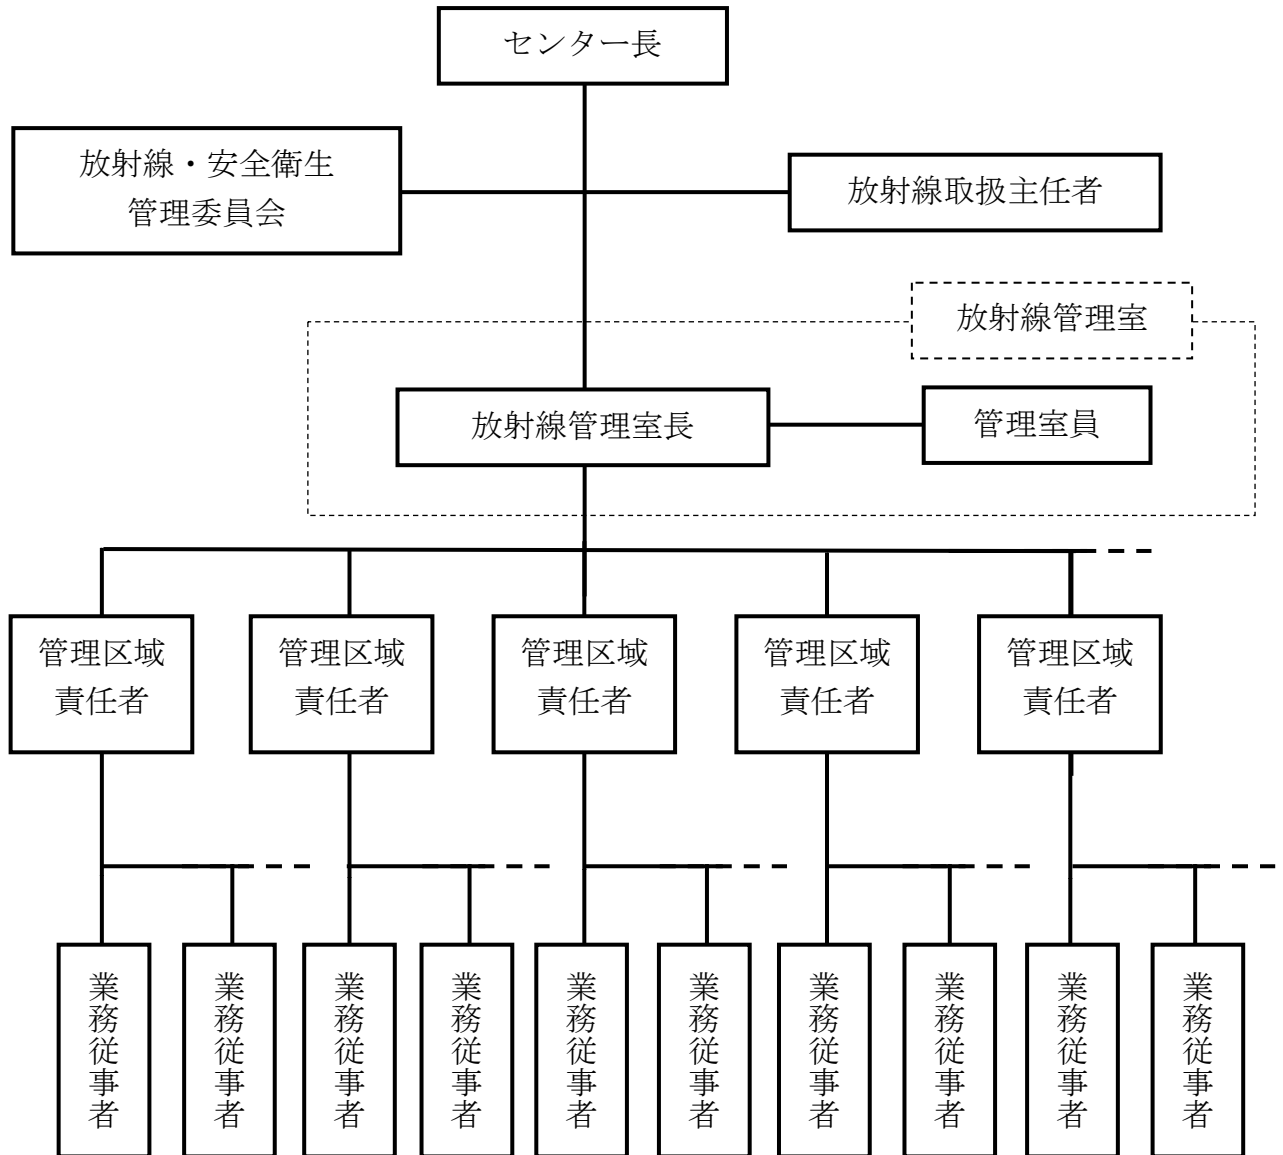 センター長
放射線・安全衛生
管理委員会
放射線取扱主任者
放射線管理室
放射線管理室長
管理室員
管理区域
責任者
管理区域
責任者
管理区域
責任者
管理区域
責任者
管理区域
責任者
業務従事者
業務従事者
業務従事者
業務従事者
業務従事者
業務従事者
業務従事者
業務従事者
業務従事者
業務従事者